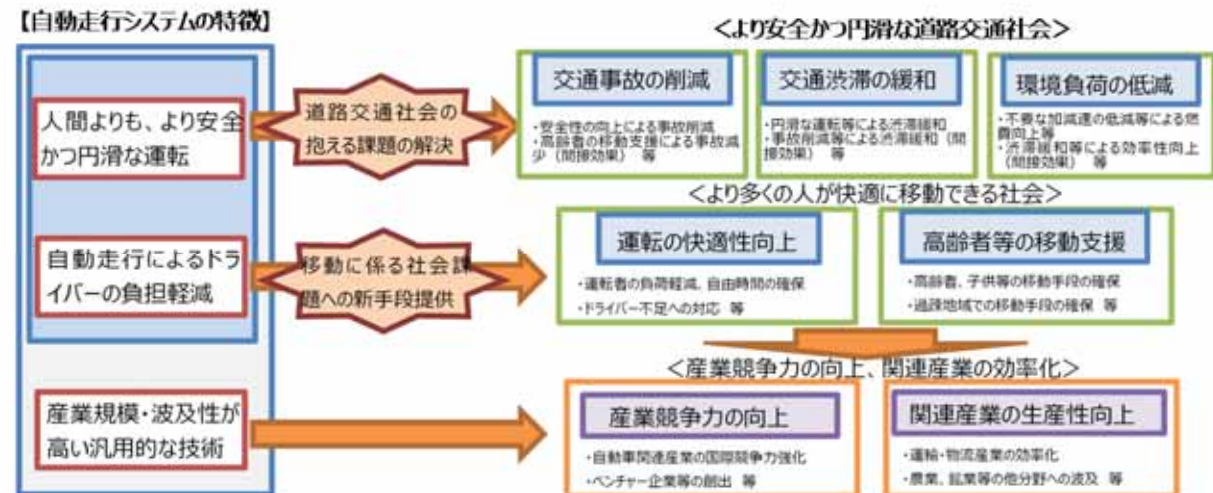 【自動走行システムの特徴】
人間よりも、より安全
かつ円滑な運転
自動走行によるドラ
イバーの負担軽減
産業規模・波及性が
高い汎用的な技術
道路交通社会の
抱える課題の解決
移動に係る社会課
題への新手段提供
<より安全かつ円滑な道路交通社会>
交通事故の削減
・安全性の向上による事故削減
・高齢者の移動支援による事故減
少（間接効果） 等
交通渋滞の緩和
・円滑な運転等による渋滞緩和
・事故削減等による渋滞緩和（間
接効果） 等
環境負荷の低減
・不要な加減速の低減等による燃
費向上等
・渋滞緩和等による効率性向上
（間接効果） 等
<より多くの人が快適に移動できる社会>
運転の快適性向上
・運転者の負荷軽減、自由時間の確保
・ドライバー不足への対応 等
高齢者等の移動支援
・高齢者、子供等の移動手段の確保
・過疎地域での移動手段の確保 等
<産業競争力の向上、関連産業の効率化>
産業競争力の向上
・自動車関連産業の国際競争力強化
・ベンチャー企業等の創出 等
関連産業の生産性向上
・運輸・物流産業の効率化
・農業、鉱業等の他分野への波及 等